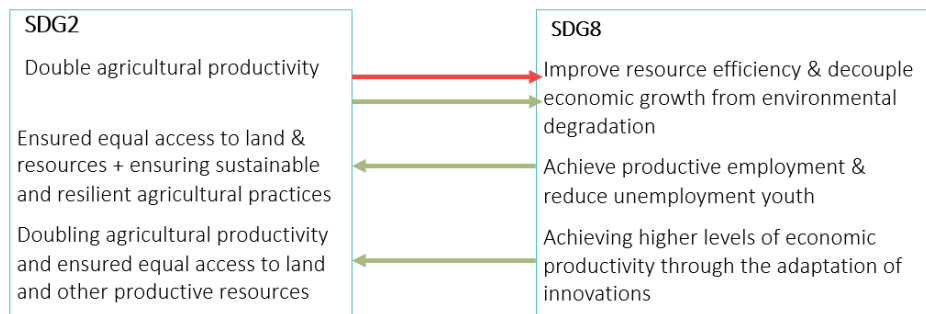 SDG2
Double agricultural productivity
Ensured equal access to land &
resources + ensuring sustainable
and resilient agricultural practices
Doubling agricultural productivity
and ensured equal access to land
and other productive resources
SDG8
Improve resource efficiency & decouple
economic growth from environmental
degradation
Achieve productive employment &
reduce unemployment youth
Achieving higher levels of economic
productivity through the adaptation of
innovations